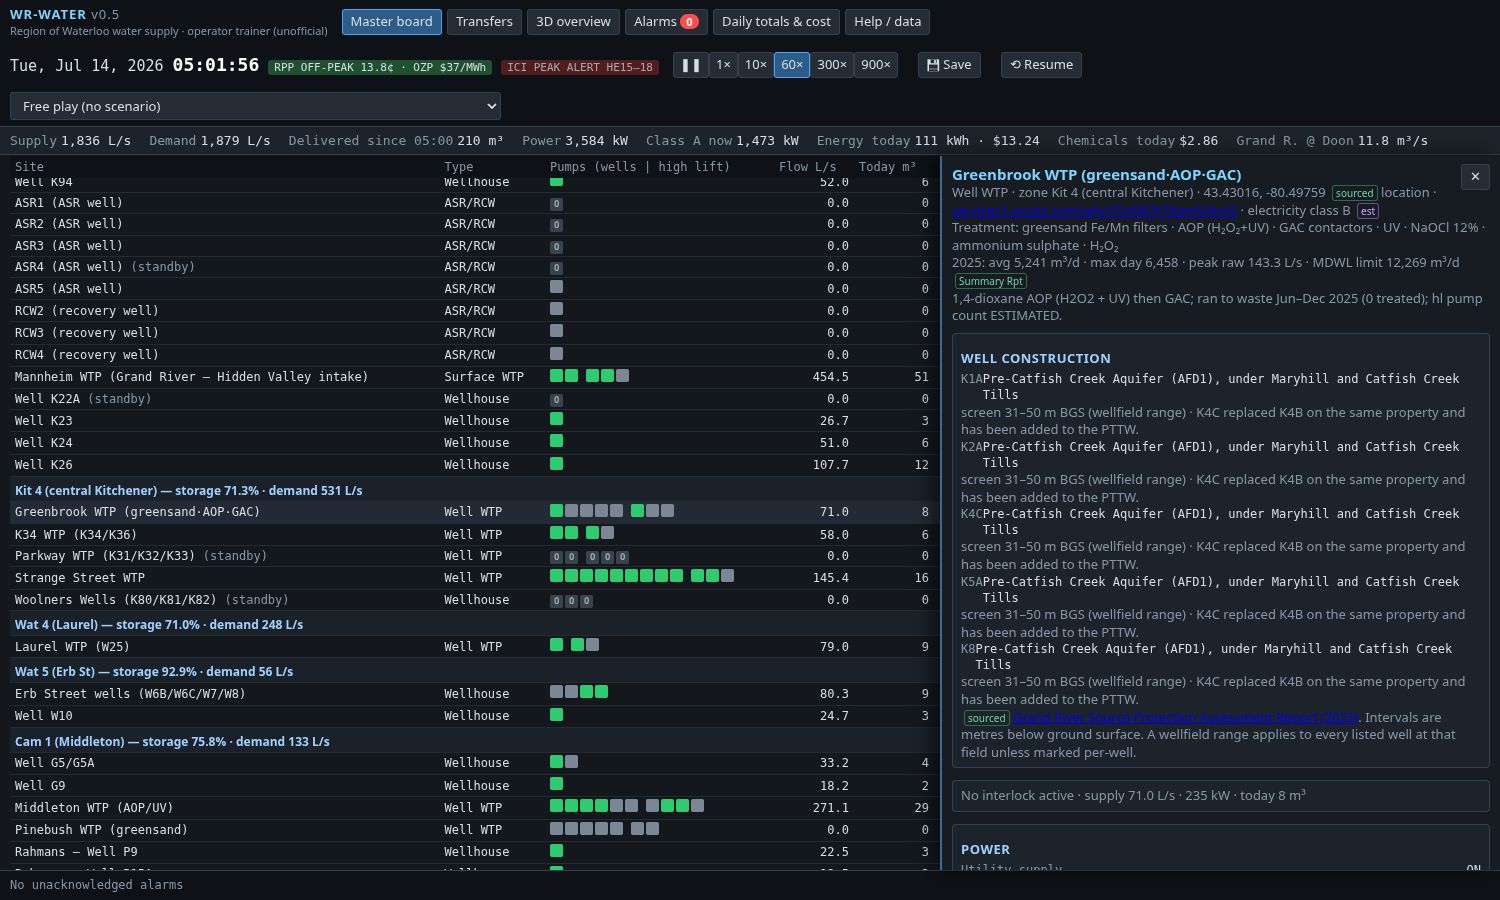 WR-WATER v0.5
Region of Waterloo water supply · operator trainer (unofficial)
Master board
Transfers
3D overview
Alarms 0
Daily totals & cost
Help / data
Tue, Jul 14, 2026 05:01:56
RPP OFF-PEAK 13.8¢ · OZP $37/MWh
ICI PEAK ALERT HE15–18
❚❚ 1× 10× 60× 300× 900×
💾 Save
⟲ Resume
Free play (no scenario)
Supply 1,836 L/s Demand 1,879 L/s Delivered since 05:00 210 m³ Power 3,584 kW Class A now 1,473 kW Energy today 111 kWh · $13.24 Chemicals today $2.86 Grand R. @ Doon 11.8 m³/s
Site Type Pumps (wells | high lift) Flow L/s Today m³
Well K94 Wellhouse 52.0 6
ASR1 (ASR well) ASR/RCW 0 0.0 0
ASR2 (ASR well) ASR/RCW 0 0.0 0
ASR3 (ASR well) ASR/RCW 0 0.0 0
ASR4 (ASR well) (standby) ASR/RCW 0 0.0 0
ASR5 (ASR well) ASR/RCW 0.0 0
RCW2 (recovery well) ASR/RCW 0.0 0
RCW3 (recovery well) ASR/RCW 0.0 0
RCW4 (recovery well) ASR/RCW 0.0 0
Mannheim WTP (Grand River — Hidden Valley intake) Surface WTP 454.5 51
Well K22A (standby) Wellhouse 0 0.0 0
Well K23 Wellhouse 26.7 3
Well K24 Wellhouse 51.0 6
Well K26 Wellhouse 107.7 12
Kit 4 (central Kitchener) — storage 71.3% · demand 531 L/s
Greenbrook WTP (greensand·AOP·GAC) Well WTP 71.0 8
K34 WTP (K34/K36) Well WTP 58.0 6
Parkway WTP (K31/K32/K33) (standby) Well WTP 0 0 0 0 0 0.0 0
Strange Street WTP Well WTP 145.4 16
Woolners Wells (K80/K81/K82) (standby) Wellhouse 0 0 0 0.0 0
Wat 4 (Laurel) — storage 71.0% · demand 248 L/s
Laurel WTP (W25) Well WTP 79.0 9
Wat 5 (Erb St) — storage 92.9% · demand 56 L/s
Erb Street wells (W6B/W6C/W7/W8) Wellhouse 80.3 9
Well W10 Wellhouse 24.7 3
Cam 1 (Middleton) — storage 75.8% · demand 133 L/s
Well G5/G5A Wellhouse 33.2 4
Well G9 Wellhouse 18.2 2
Middleton WTP (AOP/UV) Well WTP 271.1 29
Pinebush WTP (greensand) Well WTP 0.0 0
Rahmans — Well P9 Wellhouse 22.5 3
No unacknowledged alarms
Greenbrook WTP (greensand·AOP·GAC)
✕
Well WTP · zone Kit 4 (central Kitchener) · 43.43016, -80.49759 sourced location ·
· electricity class B est
Treatment: greensand Fe/Mn filters · AOP (H₂O₂+UV) · GAC contactors · UV · NaOCl 12% ·
ammonium sulphate · H₂O₂
2025: avg 5,241 m³/d · max day 6,458 · peak raw 143.3 L/s · MDWL limit 12,269 m³/d
Summary Rpt
1,4-dioxane AOP (H2O2 + UV) then GAC; ran to waste Jun–Dec 2025 (0 treated); hl pump
count ESTIMATED.
WELL CONSTRUCTION
K1APre-Catfish Creek Aquifer (AFD1), under Maryhill and Catfish Creek
Tills
screen 31–50 m BGS (wellfield range) · K4C replaced K4B on the same property and
has been added to the PTTW.
K2APre-Catfish Creek Aquifer (AFD1), under Maryhill and Catfish Creek
Tills
screen 31–50 m BGS (wellfield range) · K4C replaced K4B on the same property and
has been added to the PTTW.
K4CPre-Catfish Creek Aquifer (AFD1), under Maryhill and Catfish Creek
Tills
screen 31–50 m BGS (wellfield range) · K4C replaced K4B on the same property and
has been added to the PTTW.
K5APre-Catfish Creek Aquifer (AFD1), under Maryhill and Catfish Creek
Tills
screen 31–50 m BGS (wellfield range) · K4C replaced K4B on the same property and
has been added to the PTTW.
K8Pre-Catfish Creek Aquifer (AFD1), under Maryhill and Catfish Creek
Tills
screen 31–50 m BGS (wellfield range) · K4C replaced K4B on the same property and
has been added to the PTTW.
sourced Grand River Source Protection Assessment Report (2025). Intervals are
metres below ground surface. A wellfield range applies to every listed well at that
field unless marked per-well.
No interlock active · supply 71.0 L/s · 235 kW · today 8 m³
POWER
Utility supply ON